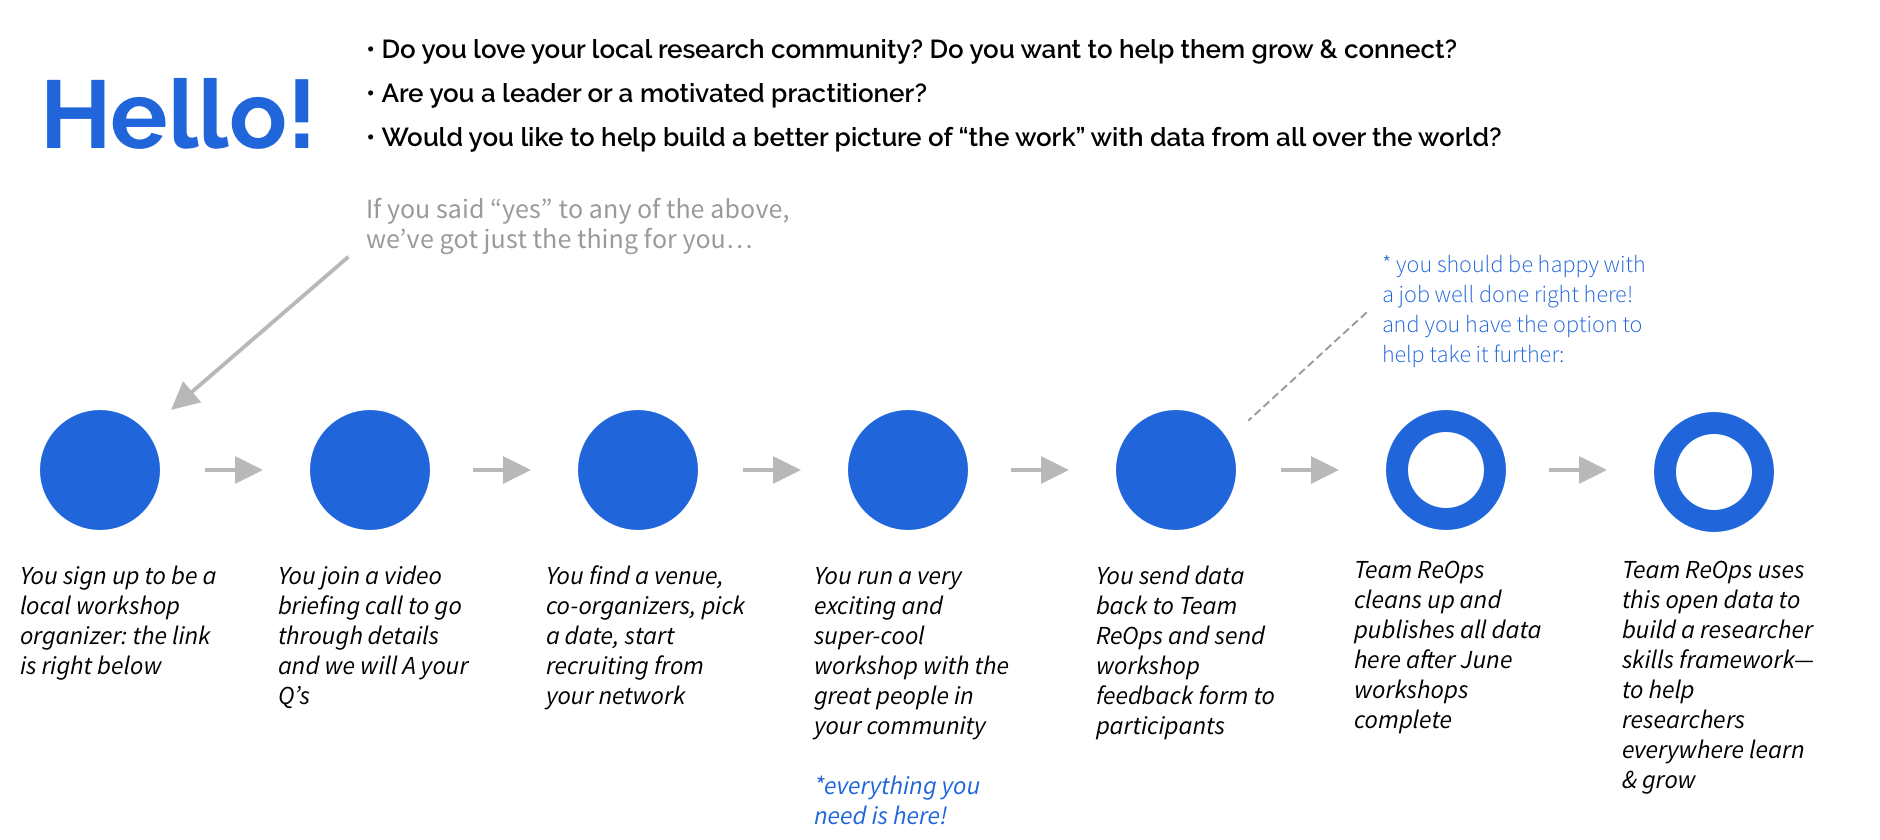 Hello!
• Do you love your local research community? Do you want to help them grow & connect?
• Are you a leader or a motivated practitioner?
• Would you like to help build a better picture of “the work” with data from all over the world?
If you said “yes” to any of the above,
we’ve got just the thing for you…
* you should be happy with
a job well done right here!
and you have the option to
help take it further:
You sign up to be a
local workshop
organizer: the link
is right below
You join a video
briefing call to go
through details
and we will A your
Q’s
You find a venue,
co-organizers, pick
a date, start
recruiting from
your network
You run a very
exciting and
super-cool
workshop with the
great people in
your community
*everything you
need is here!
You send data
back to Team
ReOps and send
workshop
feedback form to
participants
Team ReOps
cleans up and
publishes all data
here after June
workshops
complete
Team ReOps uses
this open data to
build a researcher
skills framework—
to help
researchers
everywhere learn
& grow